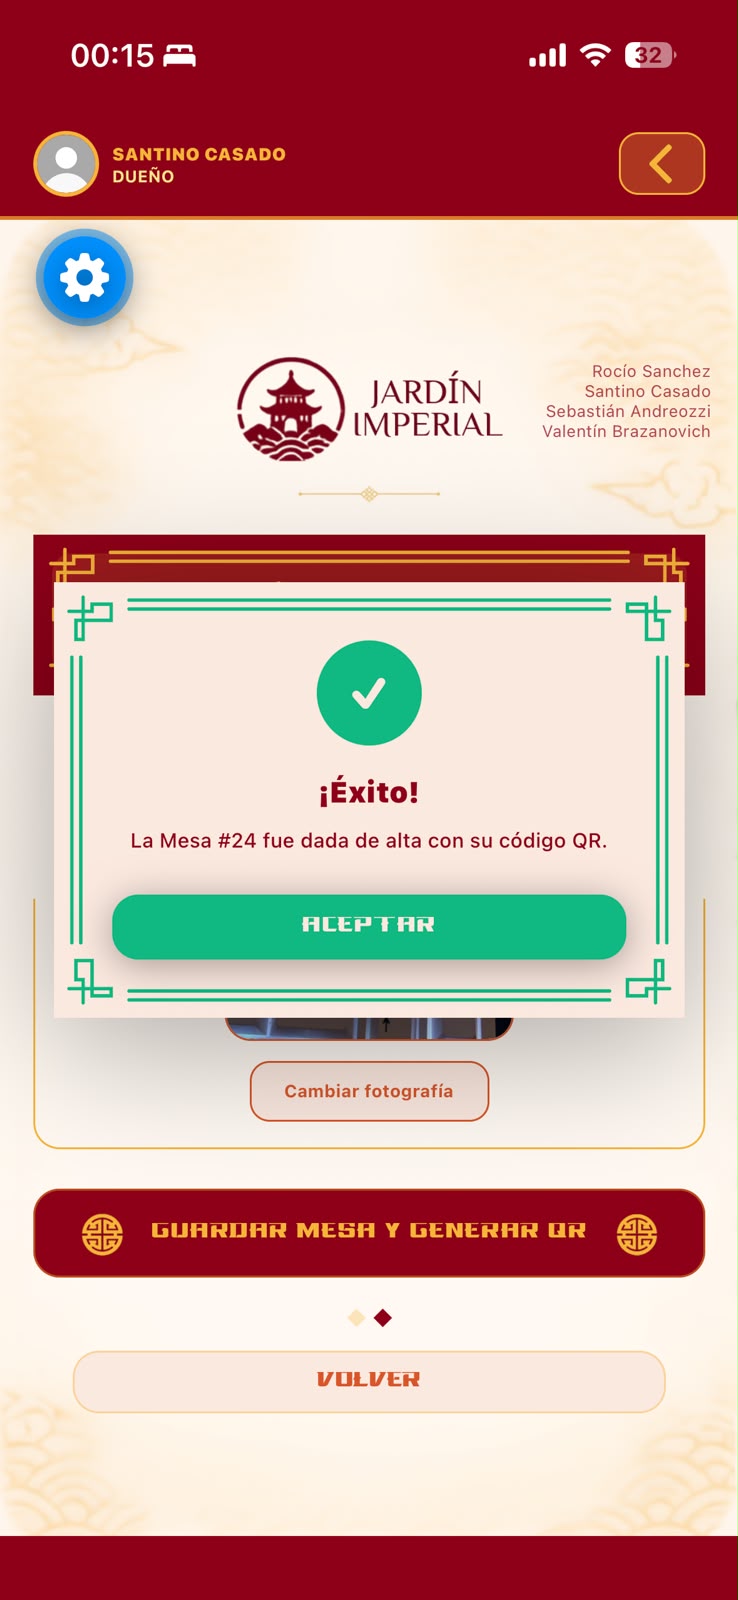 00:15
32
SANTINO CASADO
DUEÑO
JARDÍN
IMPERIAL
Rocío Sanchez
Santino Casado
Sebastián Andreozzi
Valentín Brazanovich
¡Éxito!
La Mesa #24 fue dada de alta con su código QR.
ACEPTAR
Cambiar fotografía
GUARDAR MESA Y GENERAR QR
VOLVER